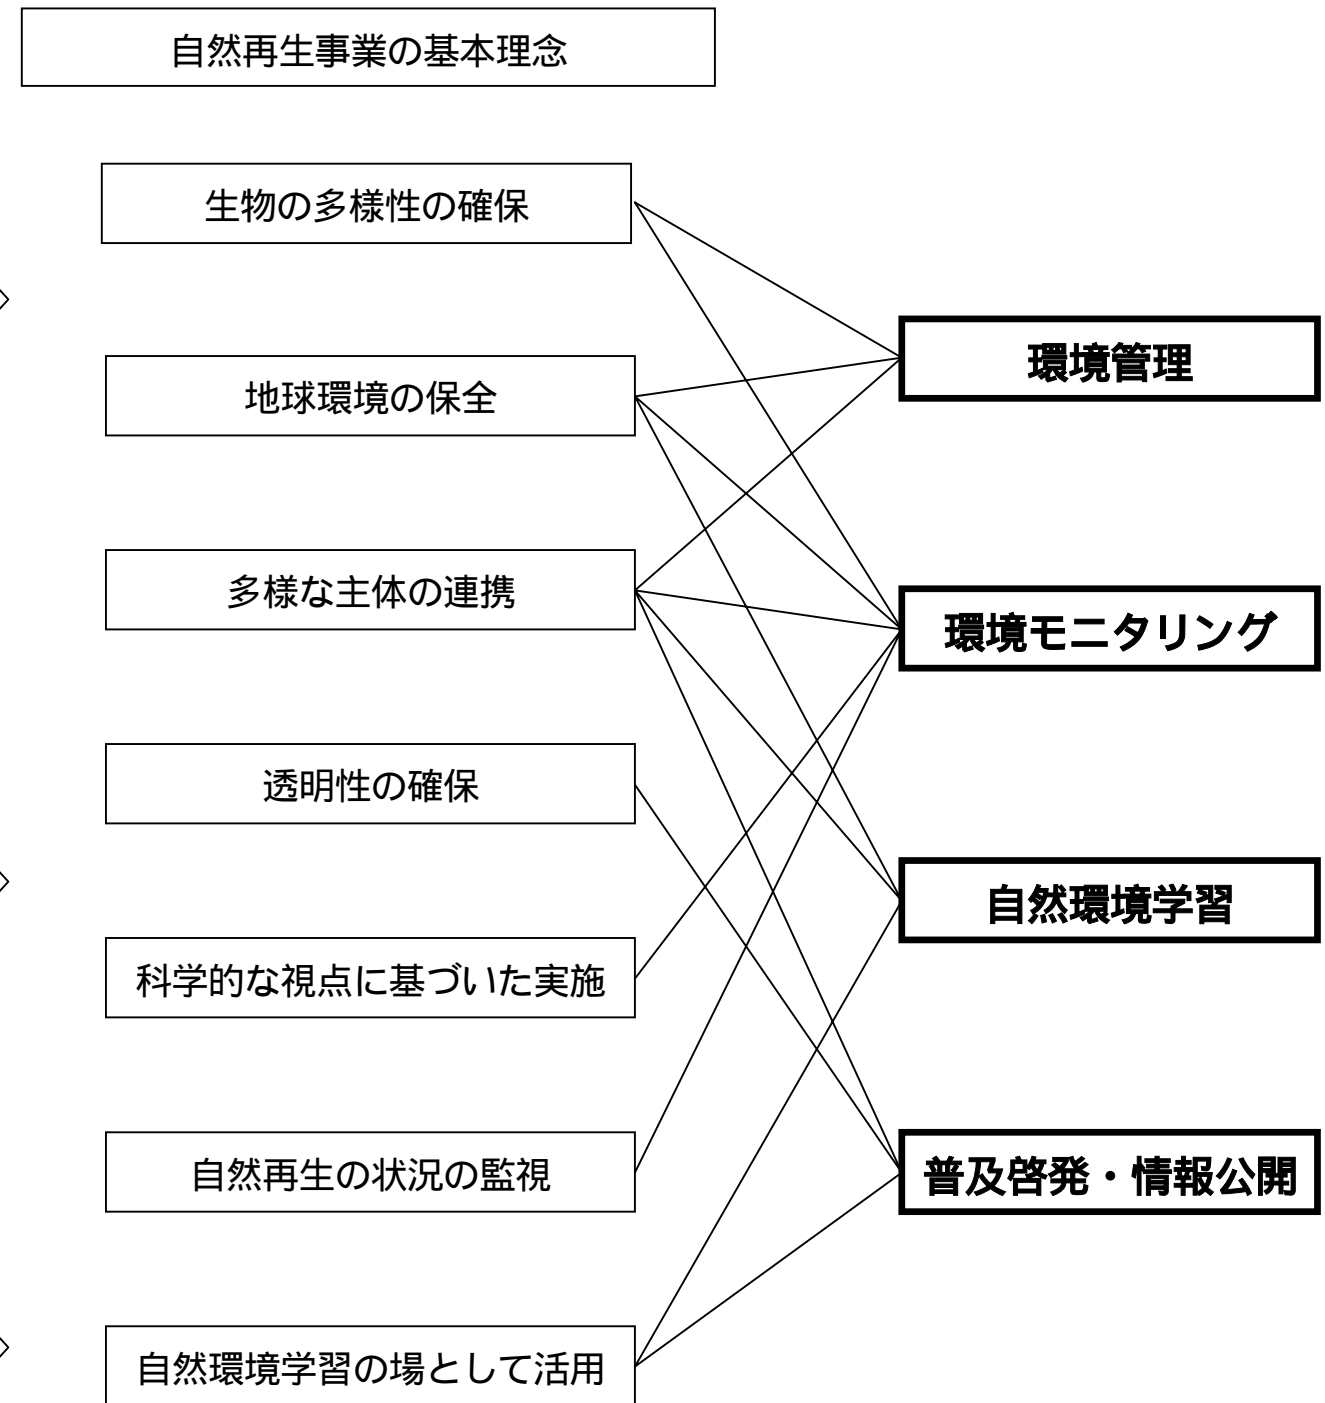 自然再生事業の基本理念
生物の多様性の確保
地球環境の保全
多様な主体の連携
透明性の確保
科学的な視点に基づいた実施
自然再生の状況の監視
自然環境学習の場として活用
環境管理
環境モニタリング
自然環境学習
普及啓発・情報公開